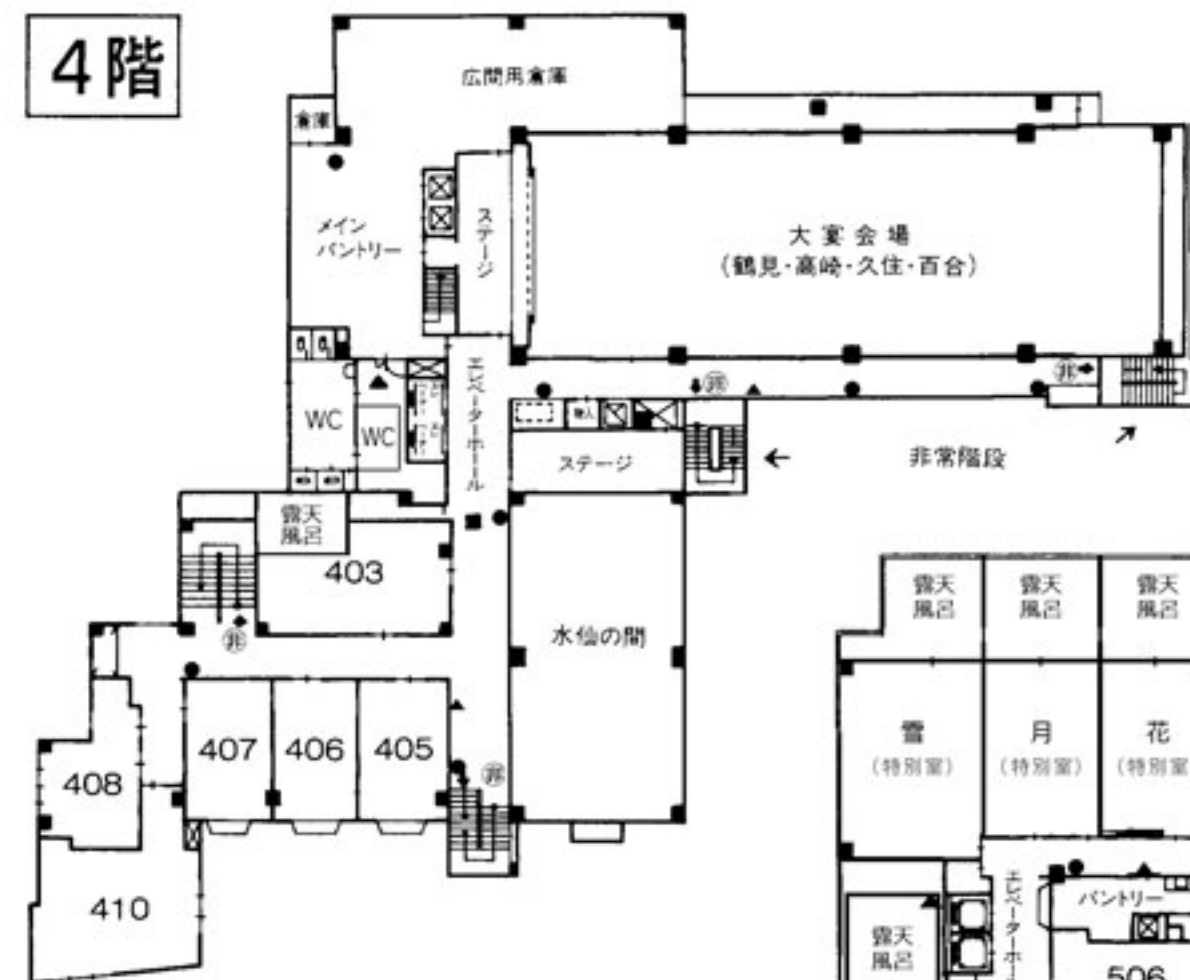 4階
広間用倉庫
倉庫
メイン
パントリー
ステージ
大宴会場
(鶴見・高崎・久住・百合)
エレベーターホール
WC
WC
非
非
ステージ
非常階段
露天
風呂
403
非
水仙の間
露天
風呂
露天
風呂
露天
風呂
407
406
405
非
408
410
雪
(特別室)
月
(特別室)
花
(特別室
エレベーターホ
パントリー
露天
風呂
506